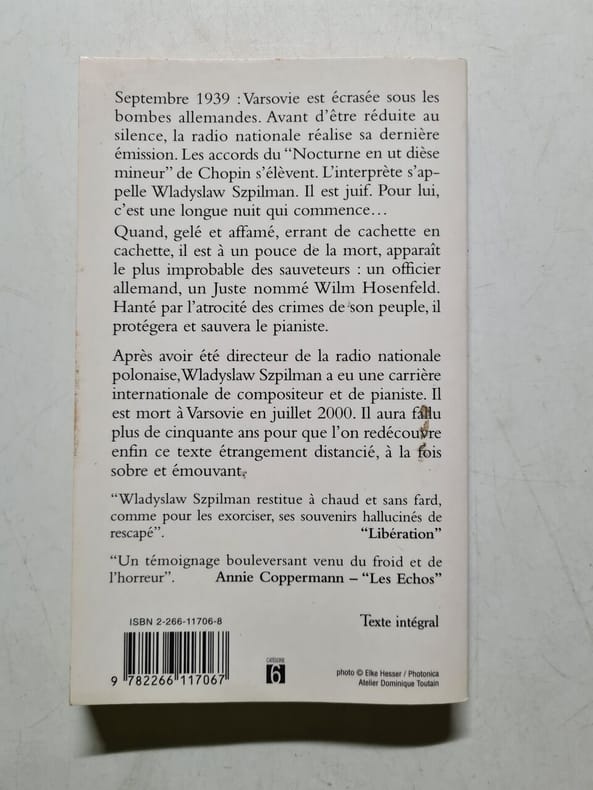 Septembre 1939 : Varsovie est écrasée sous les
bombes allemandes. Avant d'être réduite au
silence, la radio nationale réalise sa dernière
émission. Les accords du “Nocturne en ut dièse
mineur” de Chopin s'élèvent. L'interprète s'ap-
pelle Wladyslaw Szpilman. Il est juif. Pour lui,
c'est une longue nuit qui commence…
Quand, gelé et affamé, errant de cachette en
cachette, il est à un pouce de la mort, apparaît
le plus improbable des sauveteurs : un officier
allemand, un Juste nommé Wilm Hosenfeld.
Hanté par l'atrocité des crimes de son peuple, il
protégera et sauvera le pianiste.
Après avoir été directeur de la radio nationale
polonaise, Wladyslaw Szpilman a eu une carrière
internationale de compositeur et de pianiste. Il
est mort à Varsovie en juillet 2000. Il aura fallu
plus de cinquante ans pour que l'on redécouvre
enfin ce texte étrangement distancié, à la fois
sobre et émouvant.
“Wladyslaw Szpilman restitue à chaud et sans fard,
comme pour les exorciser, ses souvenirs hallucinés de
rescapé”. “Libération”
“Un témoignage bouleversant venu du froid et de
l'horreur”. Annie Coppermann – “Les Echos”
ISBN 2-266-11706-8
Texte intégral
9 782266 117067
CATÉGORIE
6
photo © Elke Hesser / Photonica
Atelier Dominique Toutain